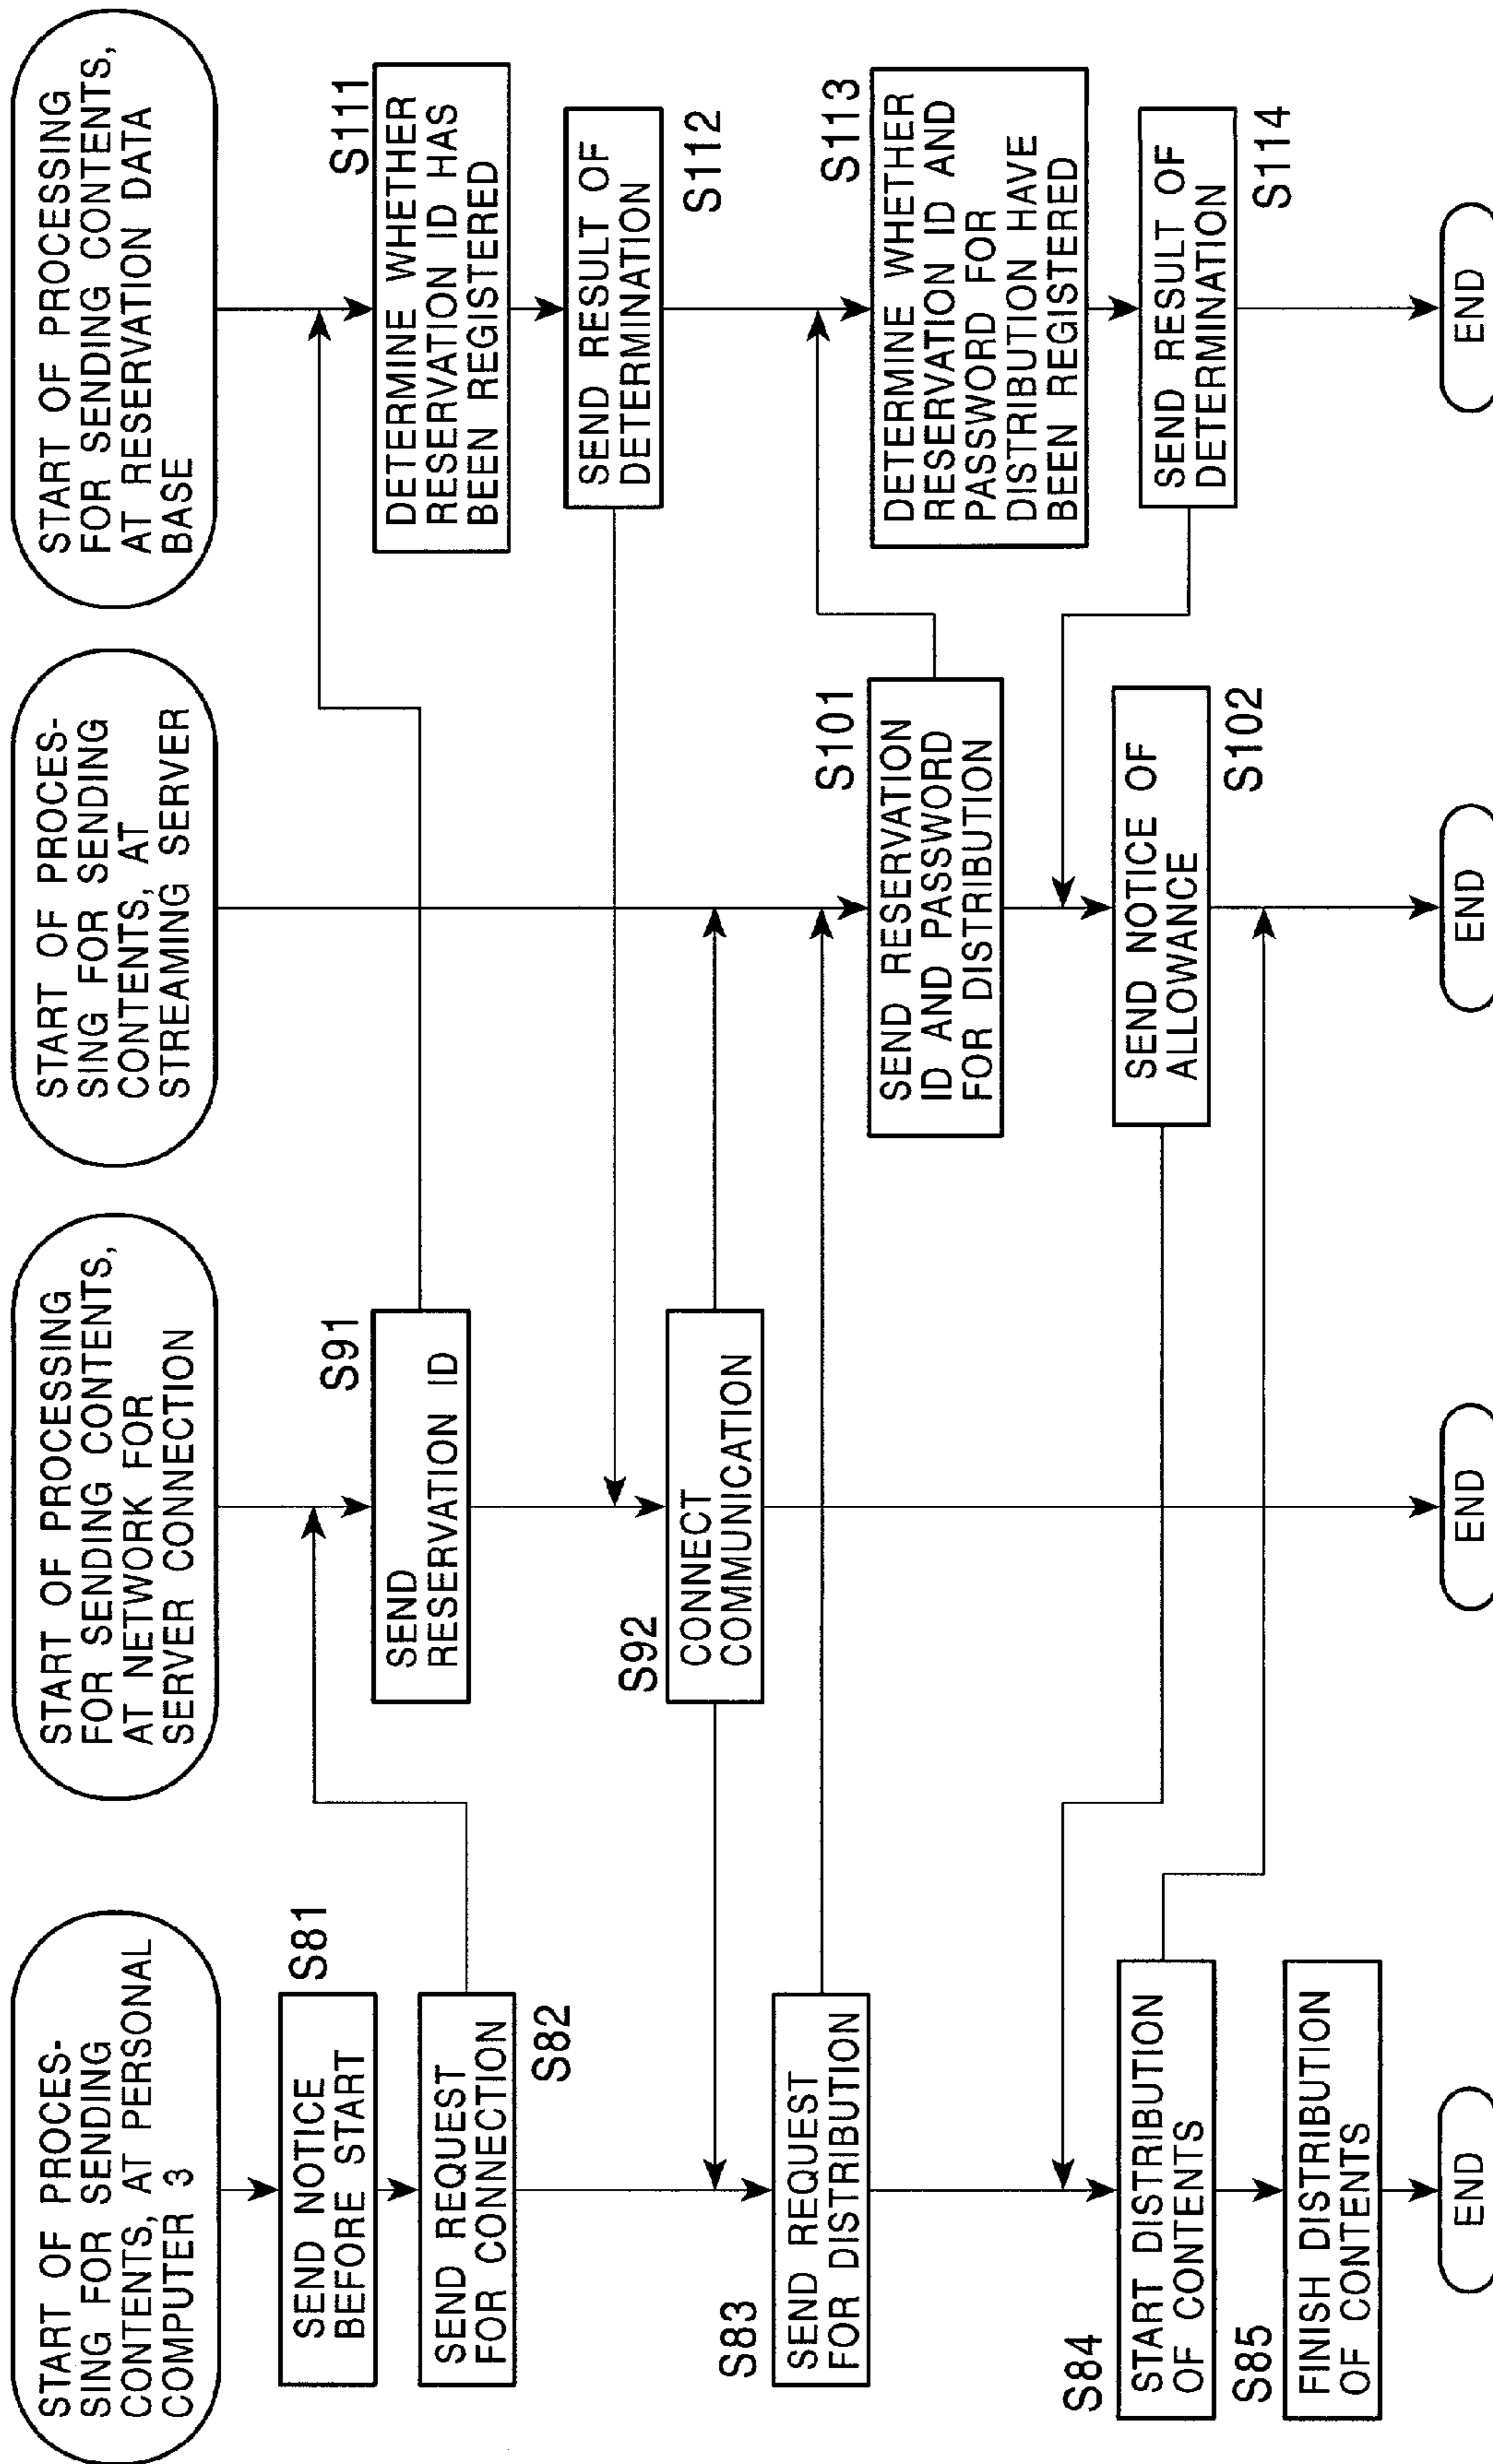 START OF PROCES-
SING FOR SENDING
CONTENTS, AT PERSONAL
COMPUTER 3
S81
SEND NOTICE
BEFORE START
SEND REQUEST
FOR CONNECTION
S82
S83
SEND REQUEST
FOR DISTRIBUTION
S84
START DISTRIBUTION
OF CONTENTS
S85
FINISH DISTRIBUTION
OF CONTENTS
END
START OF PROCESSING
FOR SENDING CONTENTS,
AT NETWORK FOR
SERVER CONNECTION
S91
SEND
RESERVATION ID
S92
CONNECT
COMMUNICATION
END
START OF PROCES-
SING FOR SENDING
CONTENTS, AT
STREAMING SERVER
S101
SEND RESERVATION
ID AND PASSWORD
FOR DISTRIBUTION
SEND NOTICE OF
ALLOWANCE
S102
END
START OF PROCESSING
FOR SENDING CONTENTS,
AT RESERVATION DATA
BASE
S111
DETERMINE WHETHER
RESERVATION ID HAS
BEEN REGISTERED
SEND RESULT OF
DETERMINATION
S112
S113
DETERMINE WHETHER
RESERVATION ID AND
PASSWORD FOR
DISTRIBUTION HAVE
BEEN REGISTERED
SEND RESULT OF
DETERMINATION
S114
END